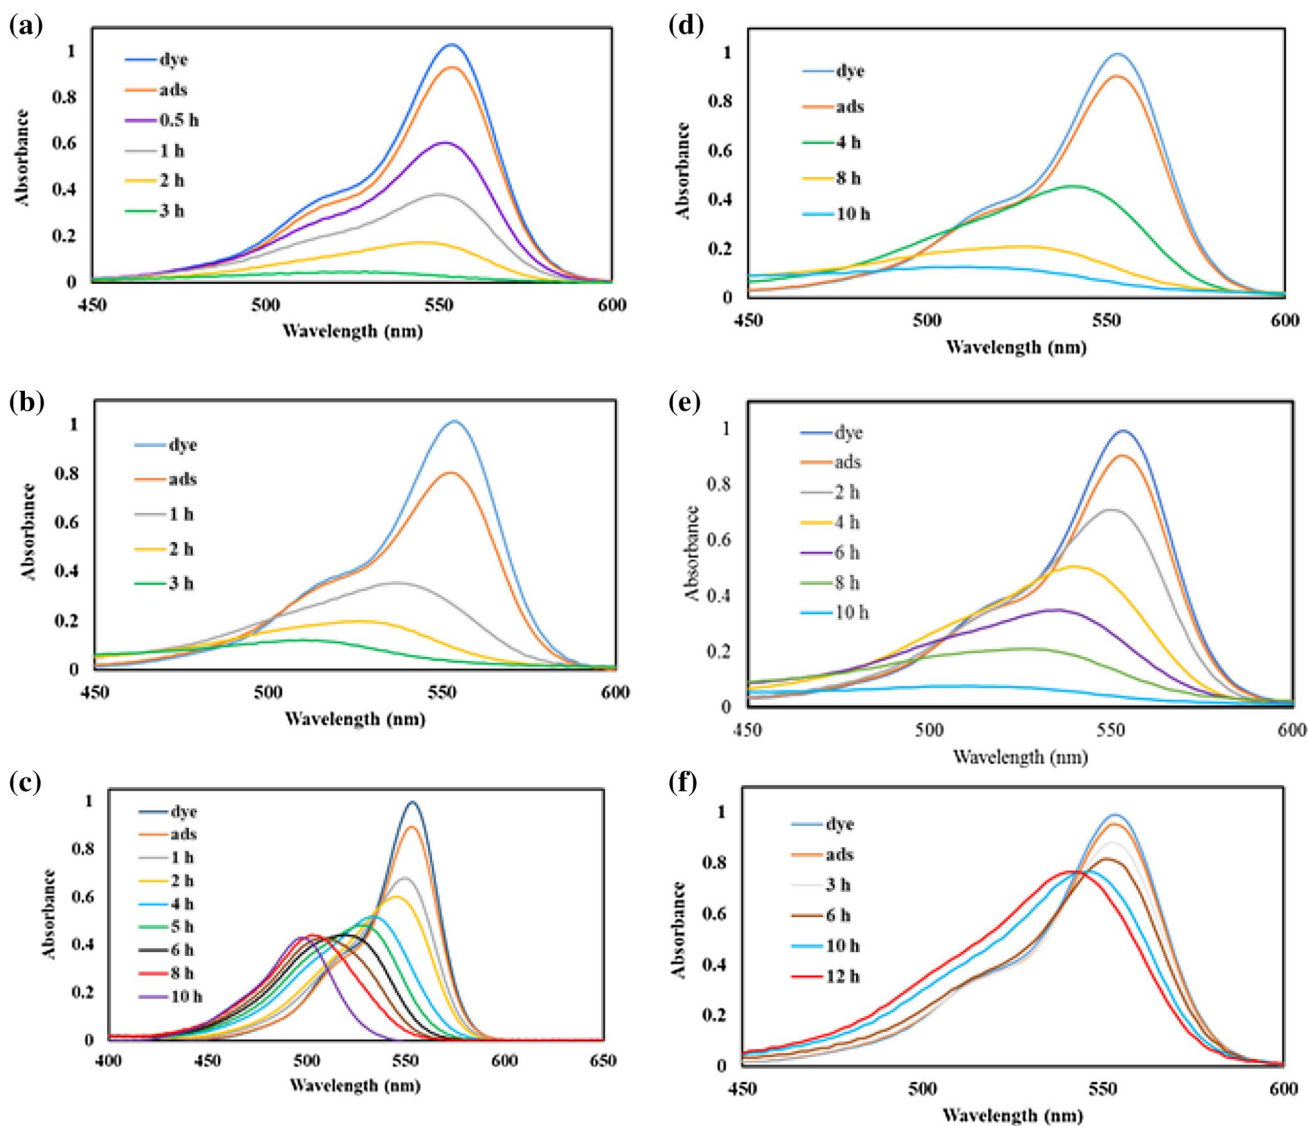 (a)
Absorbance
1
0.8
0.6
0.4
0.2
0
dye
ads
0.5 h
1 h
2 h
3 h
450 500 550 600
Wavelength (nm)
(d)
Absorbance
1
0.8
0.6
0.4
0.2
0
dye
ads
4 h
8 h
10 h
450 500 550 600
Wavelength (nm)
(b)
Absorbance
1
0.8
0.6
0.4
0.2
0
dye
ads
1 h
2 h
3 h
450 500 550 600
Wavelength (nm)
(e)
Absorbance
1
0.8
0.6
0.4
0.2
0
dye
ads
2 h
4 h
6 h
8 h
10 h
450 500 550 600
Wavelength (nm)
(c)
Absorbance
1
0.8
0.6
0.4
0.2
0
dye
ads
1 h
2 h
4 h
5 h
6 h
8 h
10 h
400 450 500 550 600 650
Wavelength (nm)
(f)
Absorbance
1
0.8
0.6
0.4
0.2
0
dye
ads
3 h
6 h
10 h
12 h
450 500 550 600
Wavelength (nm)